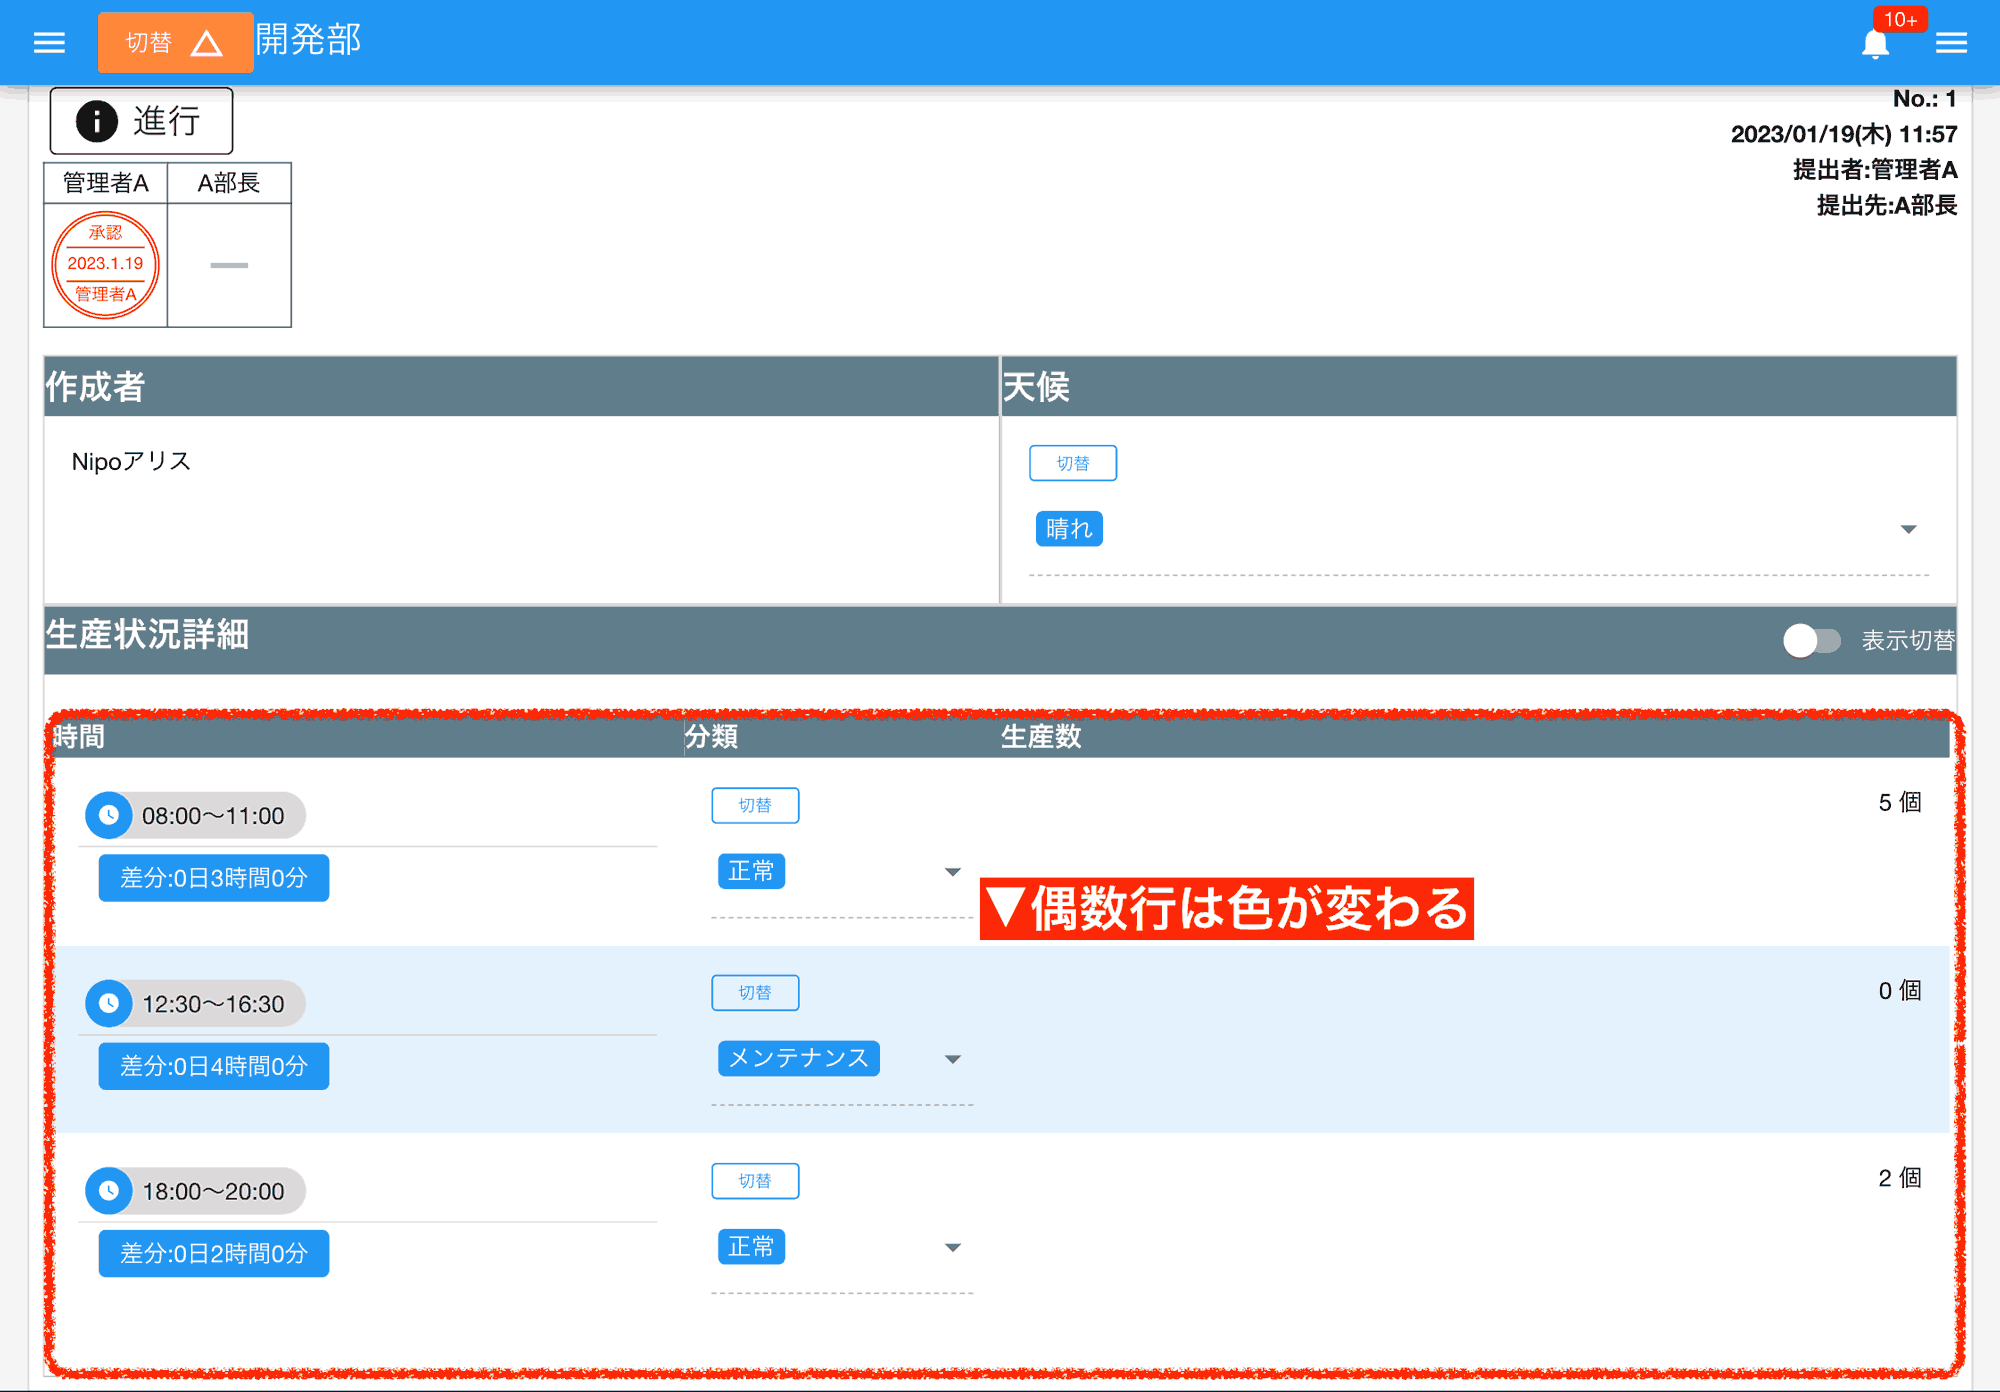 切替 開発部
10+
進行
No.: 1
2023/01/19(木) 11:57
提出者:管理者A
提出先:A部長
管理者A A部長
承認
2023.1.19
管理者A
作成者 天候
Nipoアリス
切替
晴れ
生産状況詳細 表示切替
時間 分類 生産数
08:00～11:00 切替 5 個
差分:0日3時間0分 正常
▼偶数行は色が変わる
12:30～16:30 切替 0 個
差分:0日4時間0分 メンテナンス
18:00～20:00 切替 2 個
差分:0日2時間0分 正常